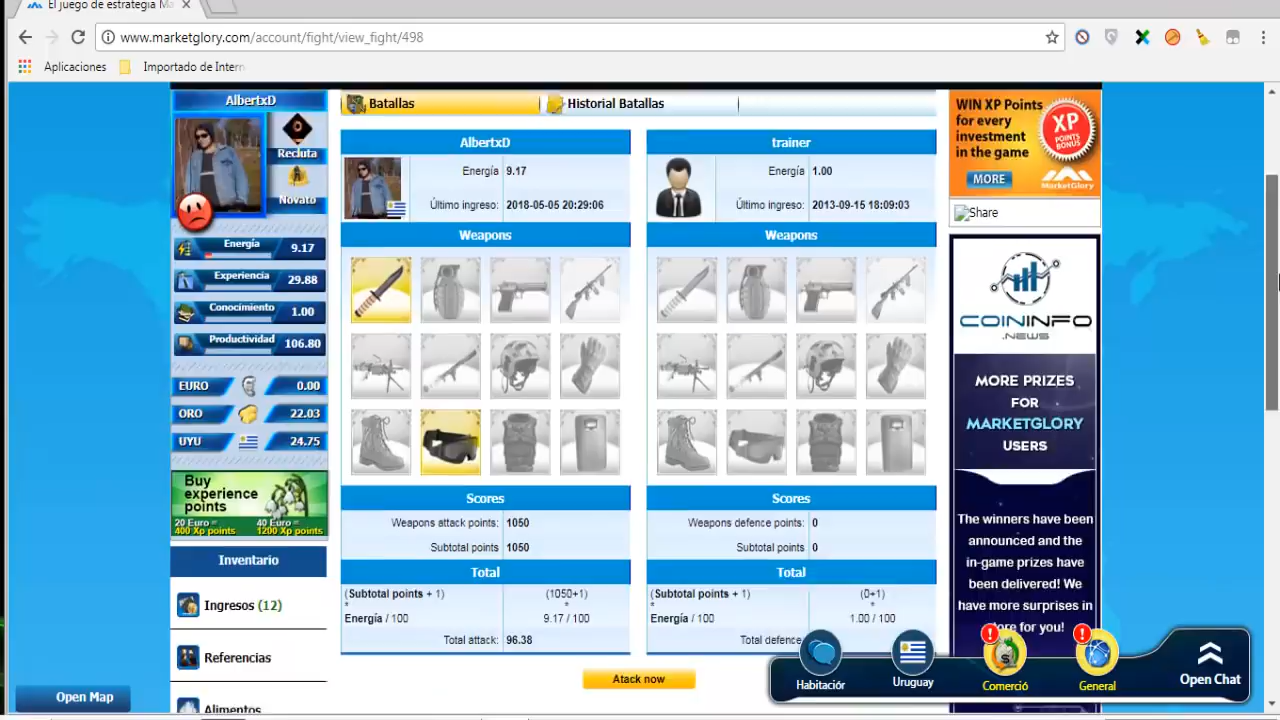 El juego de estrategia Ma
www.marketglory.com/account/fight/view_fight/498
Aplicaciones
Importado de Intern
AlbertxD
Recluta
Novato
Energía 9.17
Experiencia 29.88
Conocimiento 1.00
Productividad 106.80
EURO 0.00
ORO 22.03
UYU 24.75
Buy
experience
points
20 Euro = 40 Euro =
400 Xp points 1200 Xp points
Inventario
Ingresos (12)
Referencias
Alimentos
Open Map
Batallas
Historial Batallas
AlbertxD
Energía 9.17
Último ingreso: 2018-05-05 20:29:06
Weapons
Scores
Weapons attack points: 1050
Subtotal points 1050
Total
(Subtotal points + 1) (1050+1)
* *
Energía / 100 9.17 / 100
Total attack: 96.38
trainer
Energía 1.00
Último ingreso: 2013-09-15 18:09:03
Weapons
Scores
Weapons defence points: 0
Subtotal points 0
Total
(Subtotal points + 1) (0+1)
* *
Energía / 100 1.00 / 100
Total defence
Atack now
WIN XP Points
for every
investment
in the game
XP
POINTS BONUS
MORE
MarketGlory
Share
COININFO
.NEWS
MORE PRIZES
FOR
MARKETGLORY
USERS
The winners have been
announced and the
in-game prizes have
been delivered! We
have more surprises in
store for you!
Habitación
Uruguay
Comerció
General
Open Chat